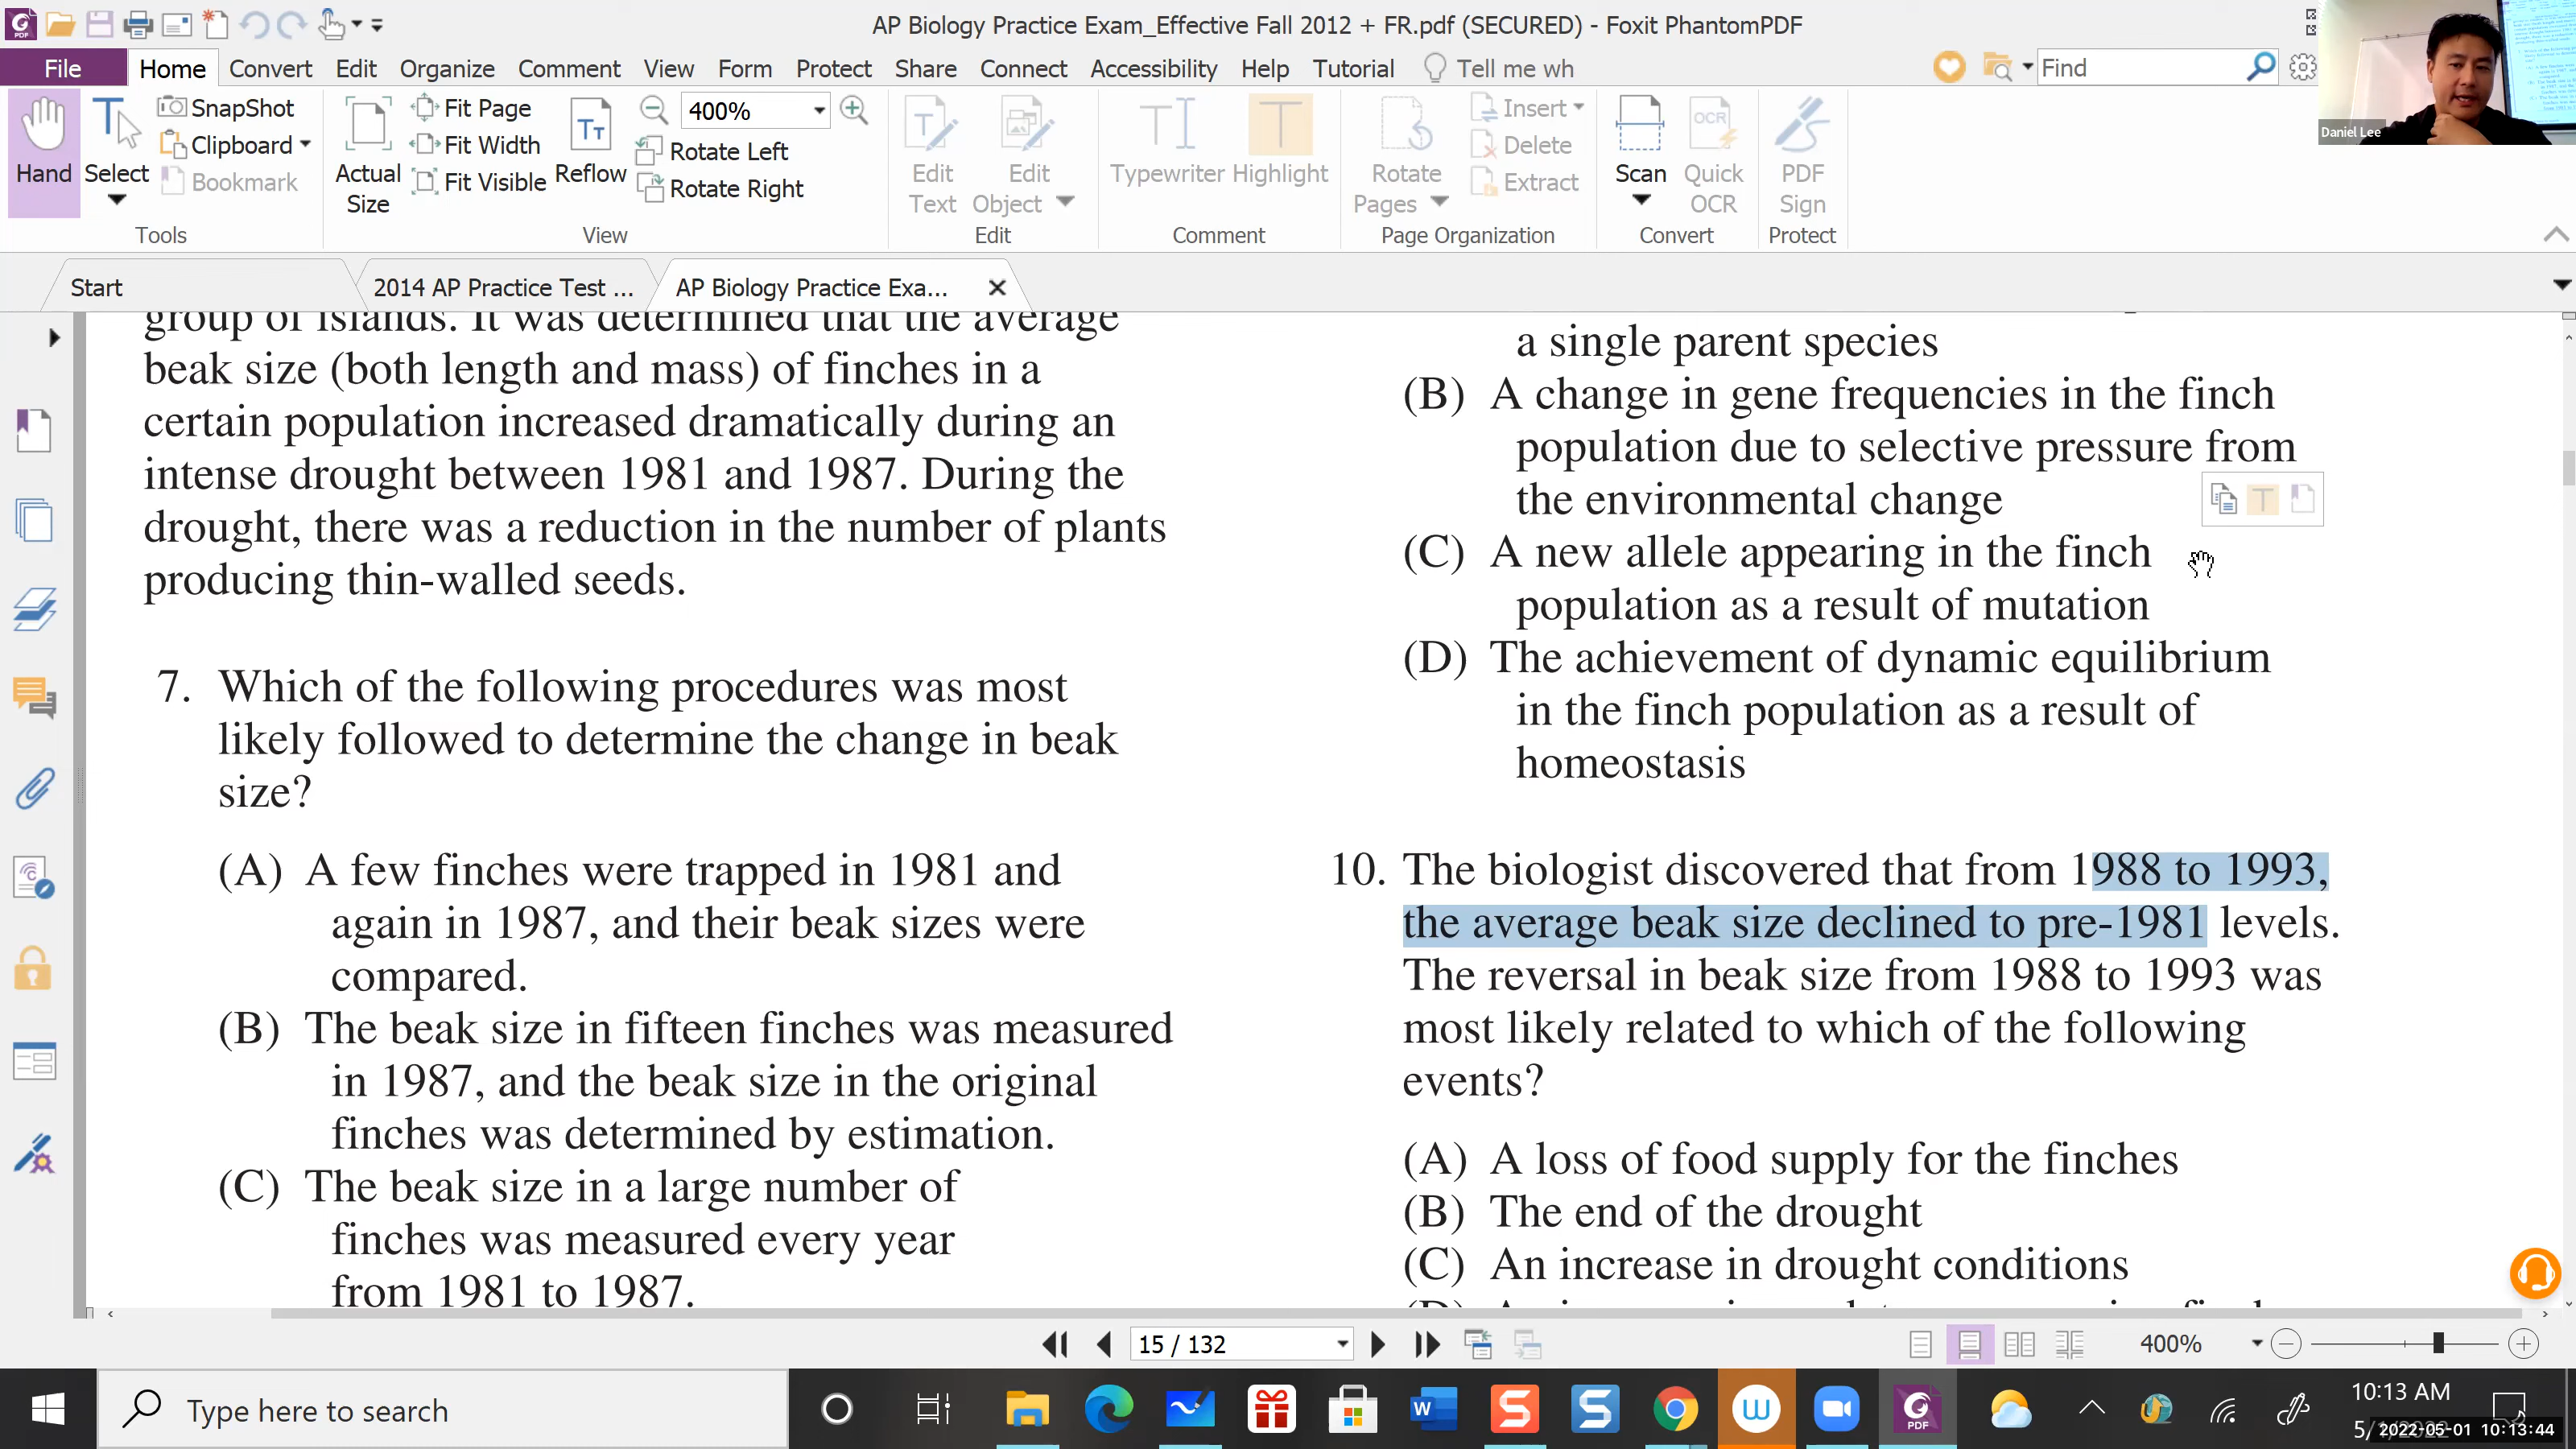 AP Biology Practice Exam_Effective Fall 2012 + FR.pdf (SECURED) - Foxit PhantomPDF
File Home Convert Edit Organize Comment View Form Protect Share Connect Accessibility Help Tutorial Tell me wh Find
Daniel Lee
Hand
Select
SnapShot
Clipboard
Bookmark
Tools
Actual
Size
Fit Page
Fit Width
Fit Visible
Reflow
400%
Rotate Left
Rotate Right
View
Edit
Text
Edit
Object
Edit
Typewriter
Highlight
Comment
Rotate
Pages
Insert
Delete
Extract
Page Organization
Scan
Quick
OCR
Convert
PDF
Sign
Protect
Start
2014 AP Practice Test ...
AP Biology Practice Exa...
group of islands. It was determined that the average
beak size (both length and mass) of finches in a
certain population increased dramatically during an
intense drought between 1981 and 1987. During the
drought, there was a reduction in the number of plants
producing thin-walled seeds.
7. Which of the following procedures was most
likely followed to determine the change in beak
size?
(A) A few finches were trapped in 1981 and
again in 1987, and their beak sizes were
compared.
(B) The beak size in fifteen finches was measured
in 1987, and the beak size in the original
finches was determined by estimation.
(C) The beak size in a large number of
finches was measured every year
from 1981 to 1987.
a single parent species
(B) A change in gene frequencies in the finch
population due to selective pressure from
the environmental change
(C) A new allele appearing in the finch
population as a result of mutation
(D) The achievement of dynamic equilibrium
in the finch population as a result of
homeostasis
10. The biologist discovered that from 1988 to 1993,
the average beak size declined to pre-1981 levels.
The reversal in beak size from 1988 to 1993 was
most likely related to which of the following
events?
(A) A loss of food supply for the finches
(B) The end of the drought
(C) An increase in drought conditions
15 / 132
400%
Type here to search
10:13 AM
2022-05-01 10:13:44